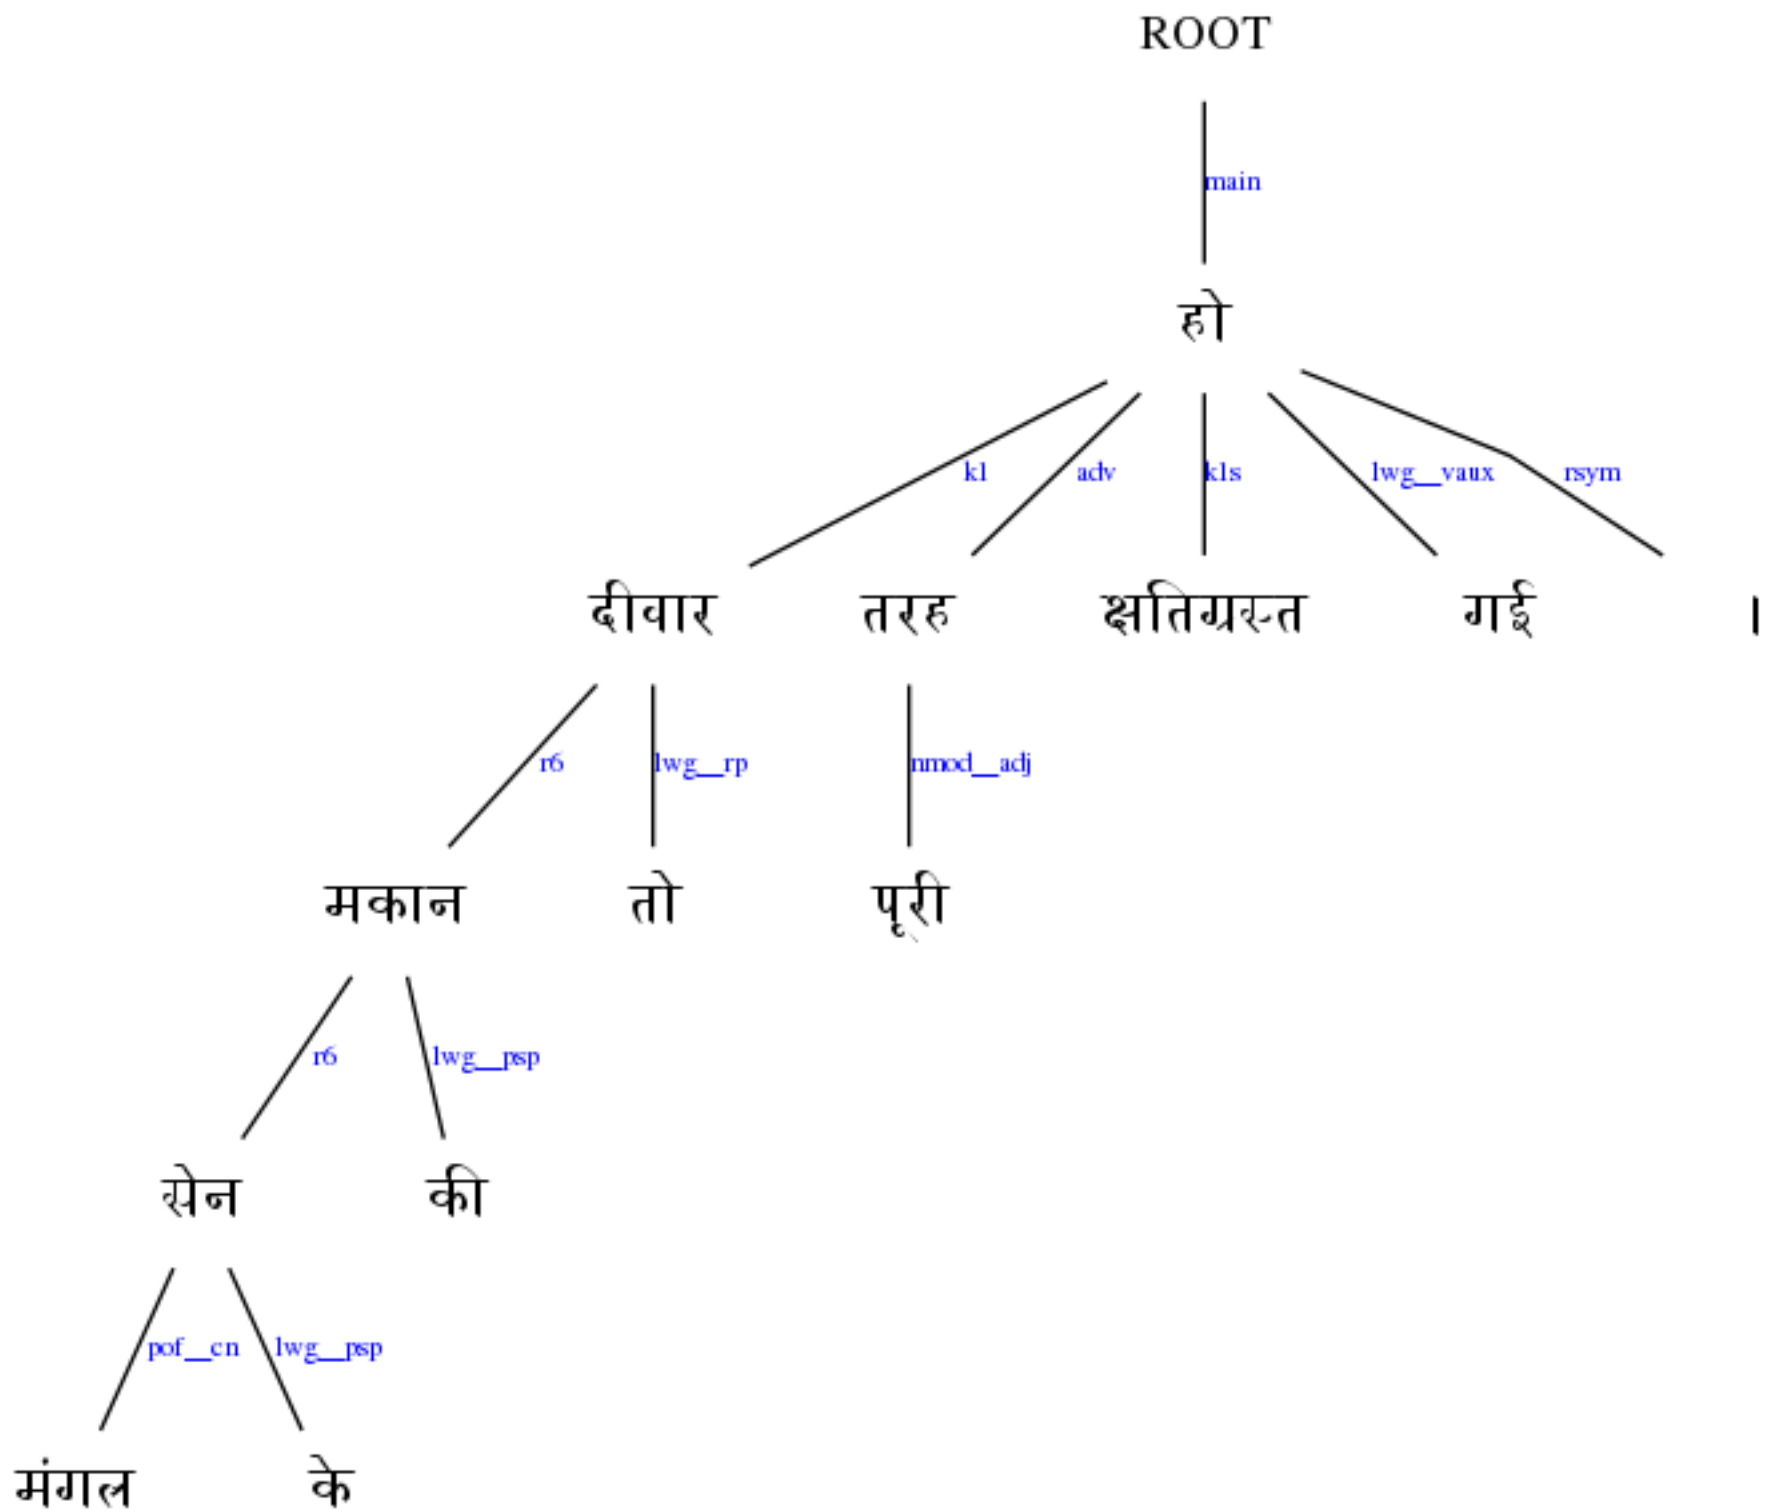 ROOT
main
हो
k1 adv k1s lwg__vaux rsym
दीवार तरह क्षतिग्रस्त गई ।
r6 lwg__rp nmod__adj
मकान तो पूरी
r6 lwg__psp
सेन की
pof__cn lwg__psp
मंगल के